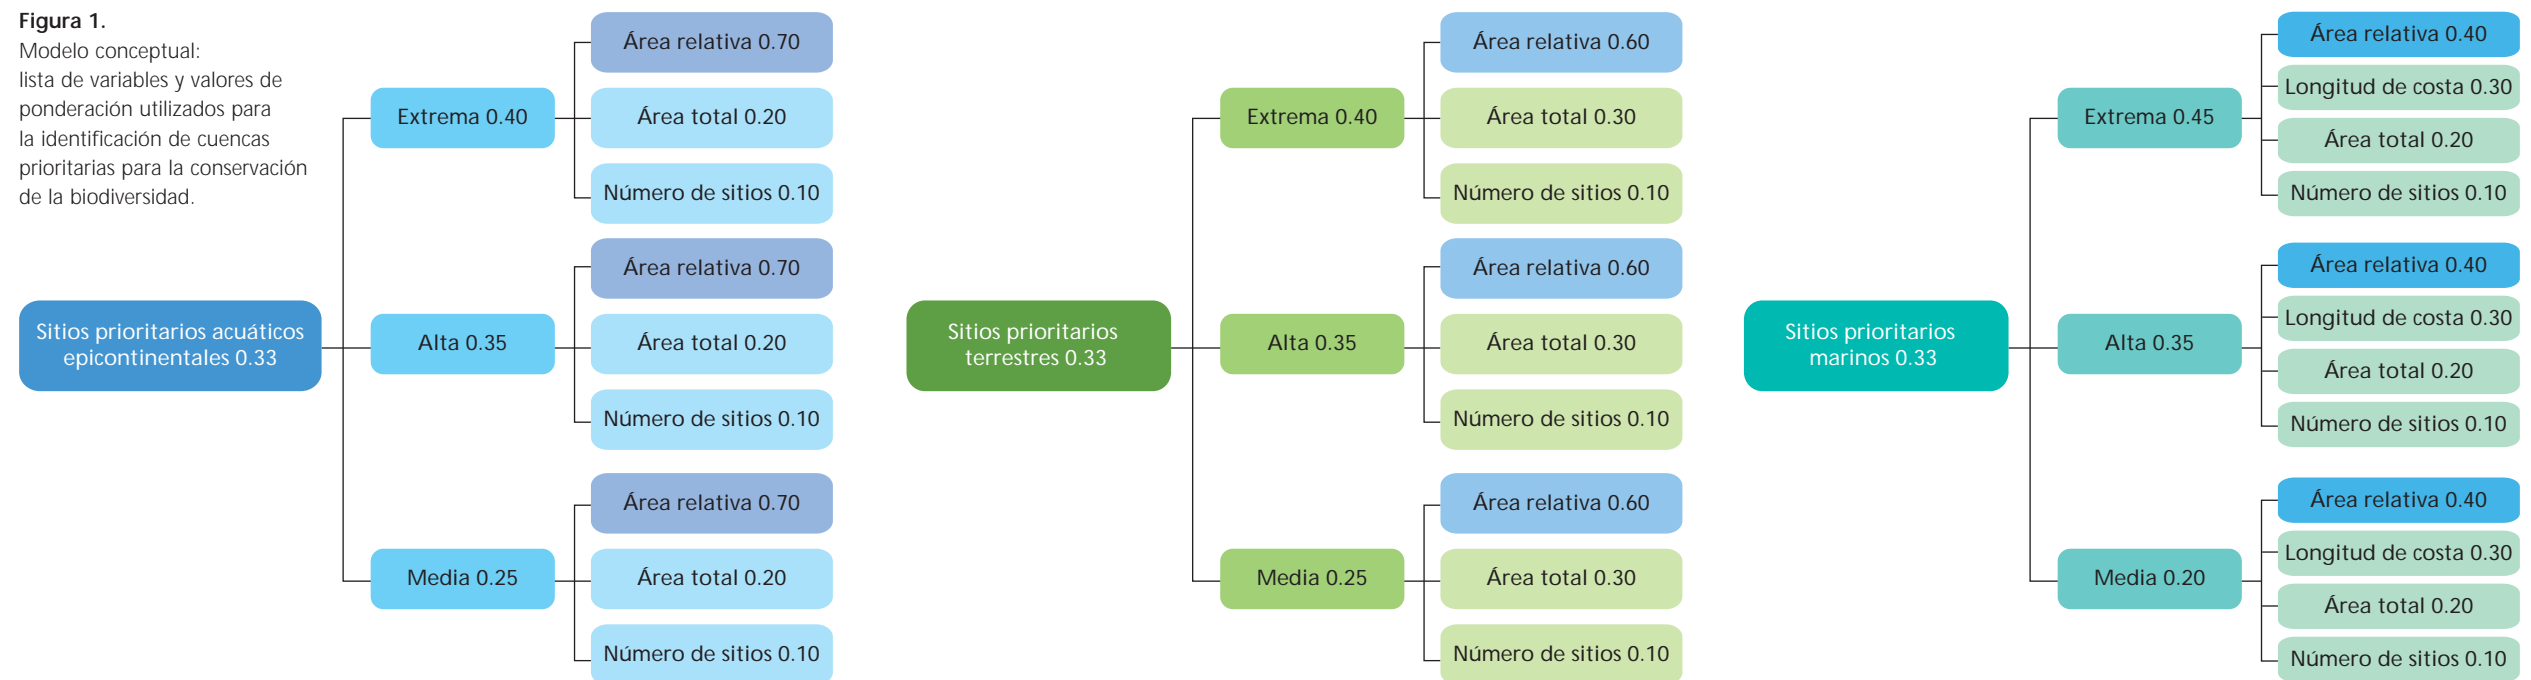 Figura 1.
Modelo conceptual:
lista de variables y valores de
ponderación utilizados para
la identificación de cuencas
prioritarias para la conservación
de la biodiversidad.
Sitios prioritarios acuáticos
epicontinentales 0.33
Extrema 0.40
Área relativa 0.70
Área total 0.20
Número de sitios 0.10
Alta 0.35
Área relativa 0.70
Área total 0.20
Número de sitios 0.10
Media 0.25
Área relativa 0.70
Área total 0.20
Número de sitios 0.10
Sitios prioritarios
terrestres 0.33
Extrema 0.40
Área relativa 0.60
Área total 0.30
Número de sitios 0.10
Alta 0.35
Área relativa 0.60
Área total 0.30
Número de sitios 0.10
Media 0.25
Área relativa 0.60
Área total 0.30
Número de sitios 0.10
Sitios prioritarios
marinos 0.33
Extrema 0.45
Área relativa 0.40
Longitud de costa 0.30
Área total 0.20
Número de sitios 0.10
Alta 0.35
Área relativa 0.40
Longitud de costa 0.30
Área total 0.20
Número de sitios 0.10
Media 0.20
Área relativa 0.40
Longitud de costa 0.30
Área total 0.20
Número de sitios 0.10